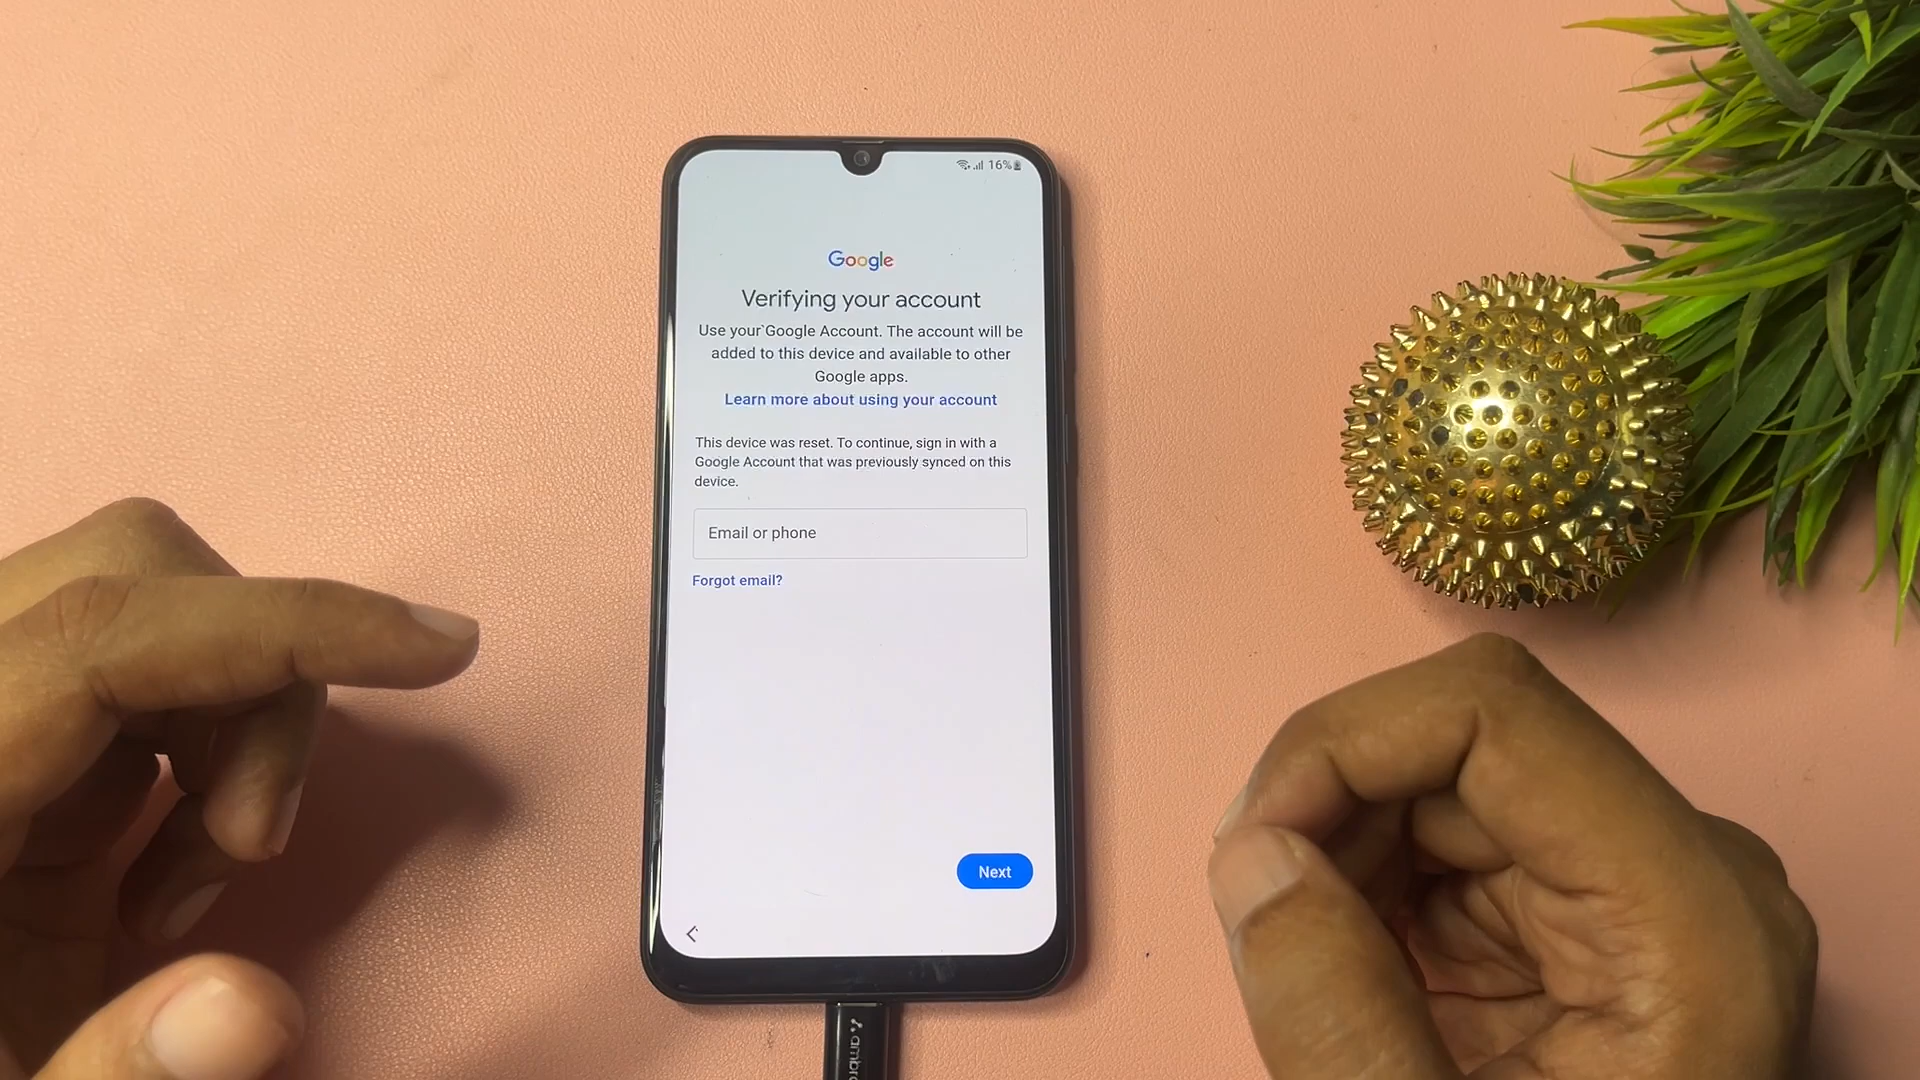 16%
Google
Verifying your account
Use your Google Account. The account will be
added to this device and available to other
Google apps.
Learn more about using your account
This device was reset. To continue, sign in with a
Google Account that was previously synced on this
device.
Email or phone
Forgot email?
Next
ambr